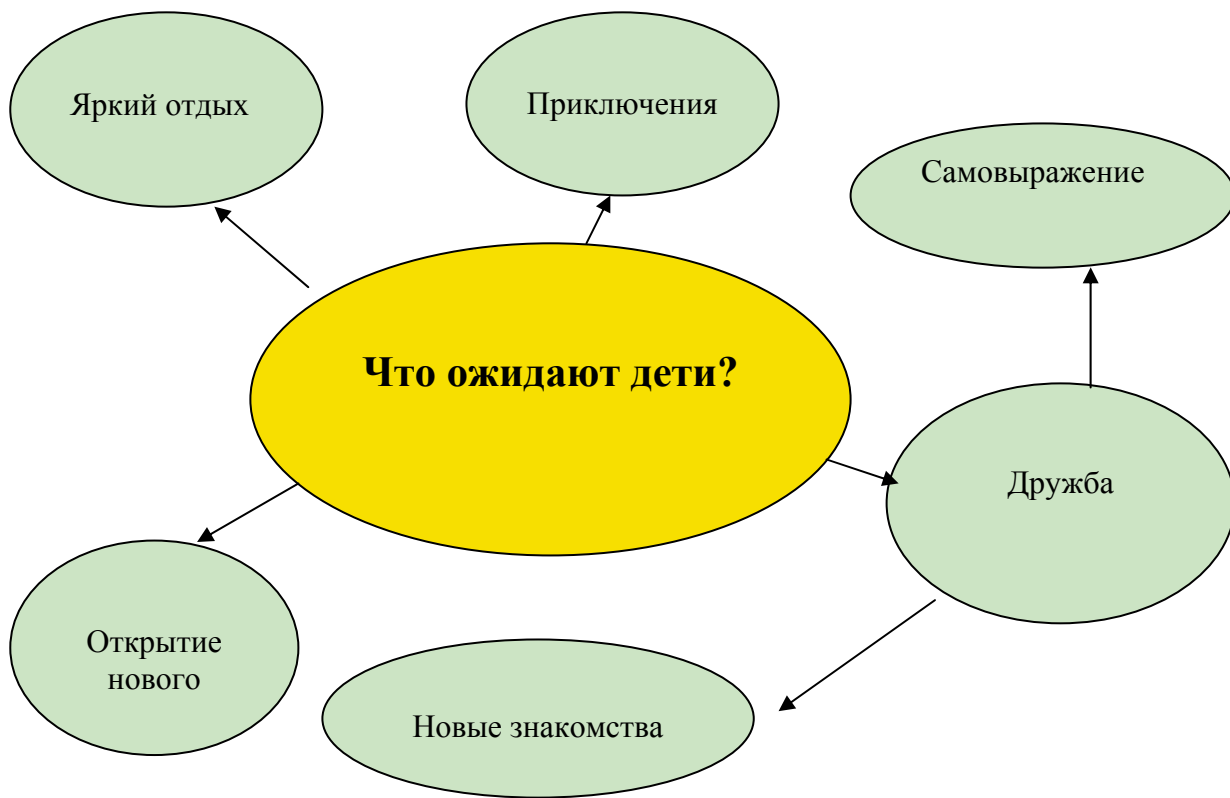 Яркий отдых
Приключения
Самовыражение
Что ожидают дети?
Дружба
Открытие
нового
Новые знакомства